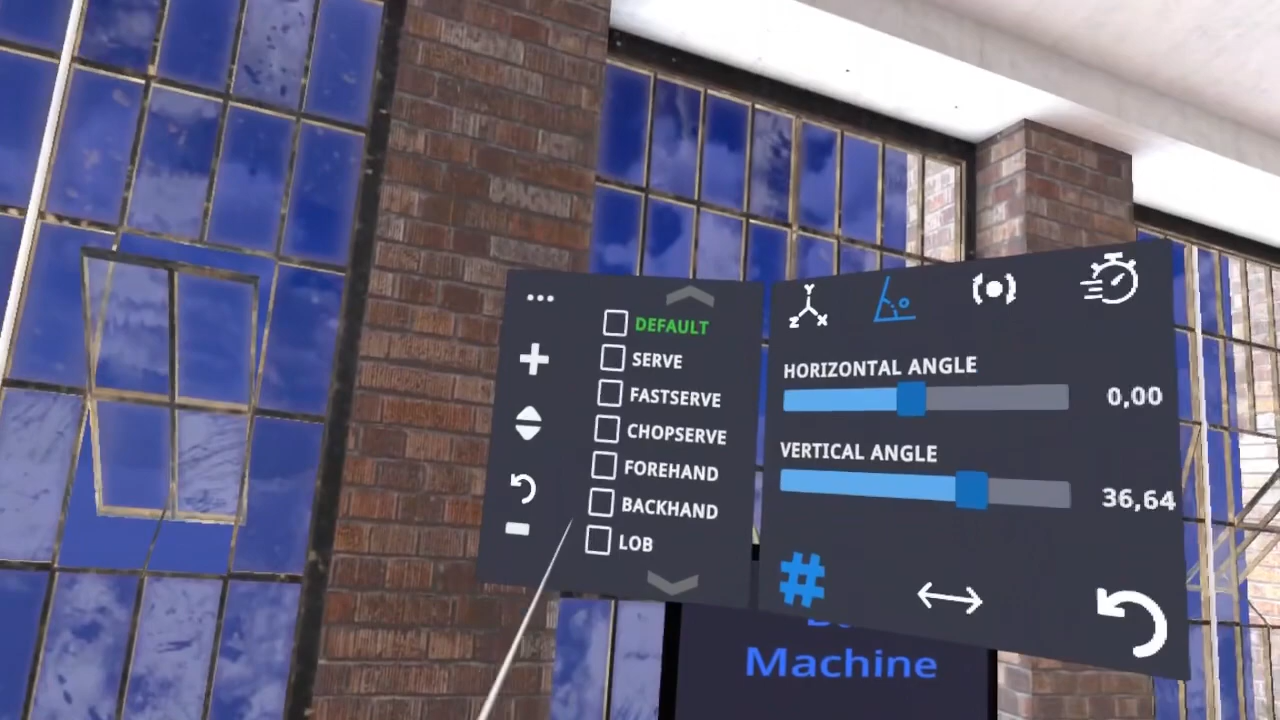 DEFAULT
SERVE
FASTSERVE
CHOPSERVE
FOREHAND
BACKHAND
LOB
Y
Z X
HORIZONTAL ANGLE
0,00
VERTICAL ANGLE
36,64
#
Machine